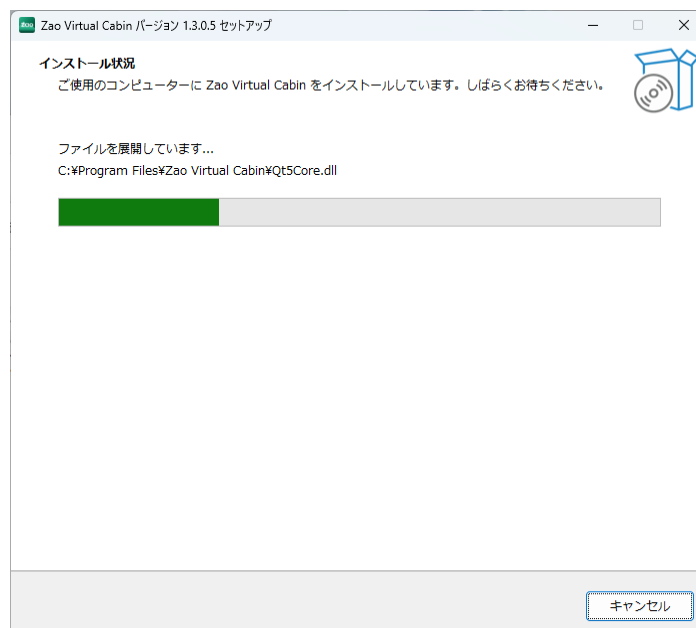 Zao Zao Virtual Cabin バージョン 1.3.0.5 セットアップ
インストール状況
ご使用のコンピューターに Zao Virtual Cabin をインストールしています。しばらくお待ちください。
ファイルを展開しています...
C:¥Program Files¥Zao Virtual Cabin¥Qt5Core.dll
キャンセル